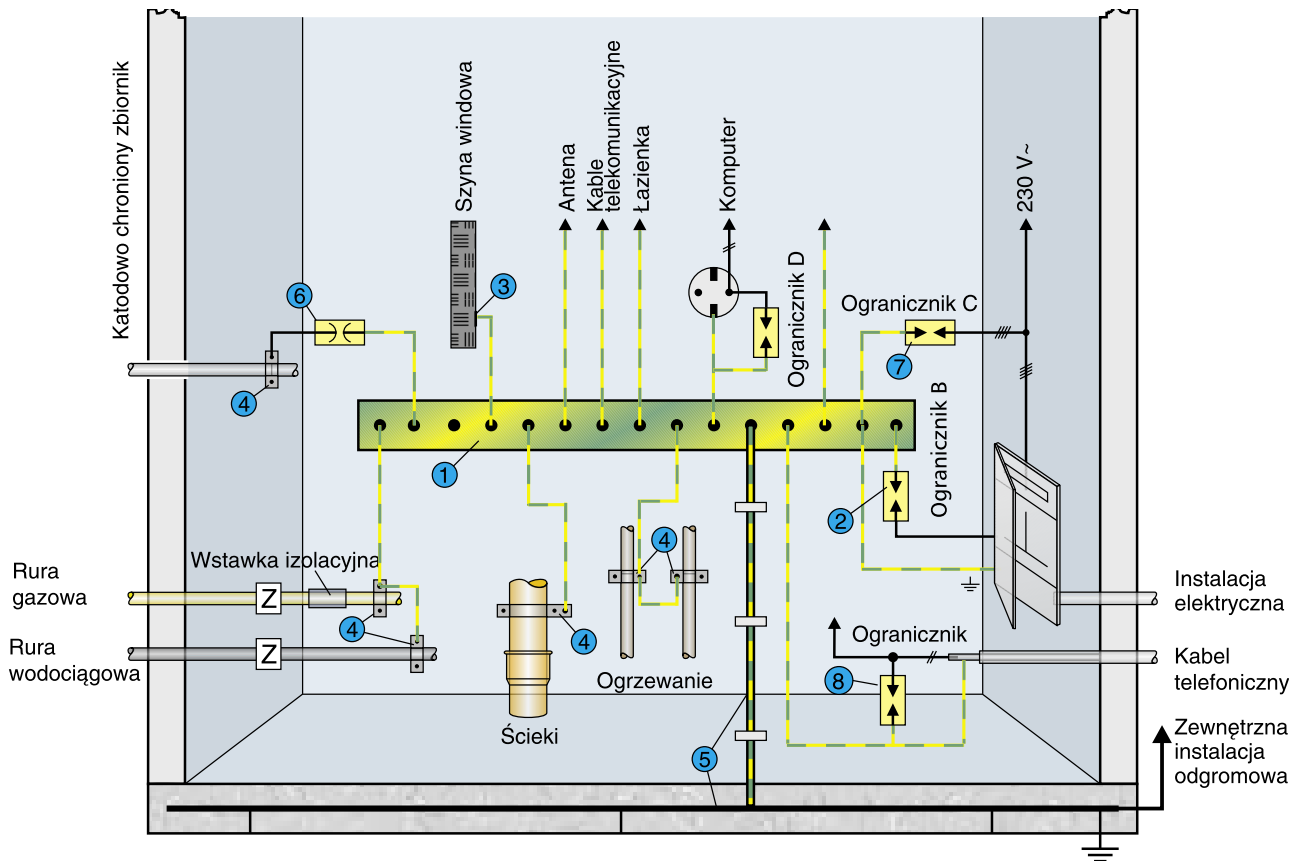 Katodowo chroniony zbiornik
Szyna windowa
Antena
Kable
telekomunikacyjne
Łazienka
Komputer
Ogranicznik D
230 V~
Ogranicznik C
Ogranicznik B
6
3
7
4
1
2
Wstawka izolacyjna
Rura
gazowa
Z
4
4
4
Rura
wodociągowa
Z
Ogrzewanie
Ścieki
5
Ogranicznik
8
Instalacja
elektryczna
Kabel
telefoniczny
Zewnętrzna
instalacja
odgromowa